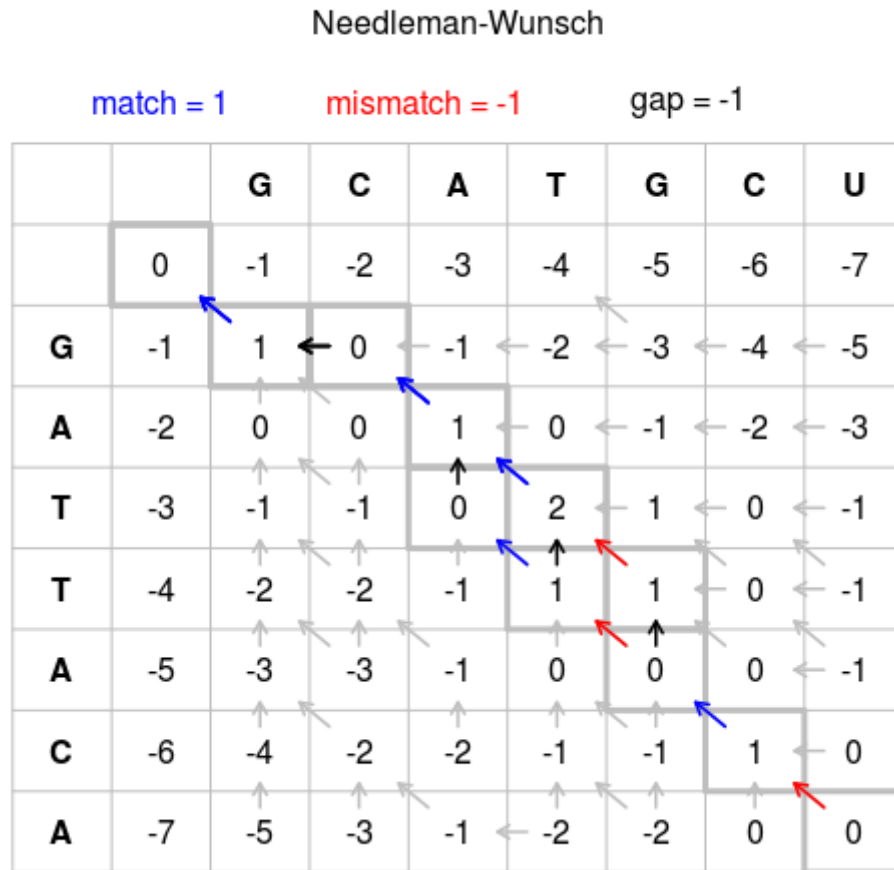 Needleman-Wunsch
match = 1 mismatch = -1 gap = -1
G C A T G C U
0 -1 -2 -3 -4 -5 -6 -7
G -1 1 0 -1 -2 -3 -4 -5
A -2 0 0 1 0 -1 -2 -3
T -3 -1 -1 0 2 1 0 -1
T -4 -2 -2 -1 1 1 0 -1
A -5 -3 -3 -1 0 0 0 -1
C -6 -4 -2 -2 -1 -1 1 0
A -7 -5 -3 -1 -2 -2 0 0